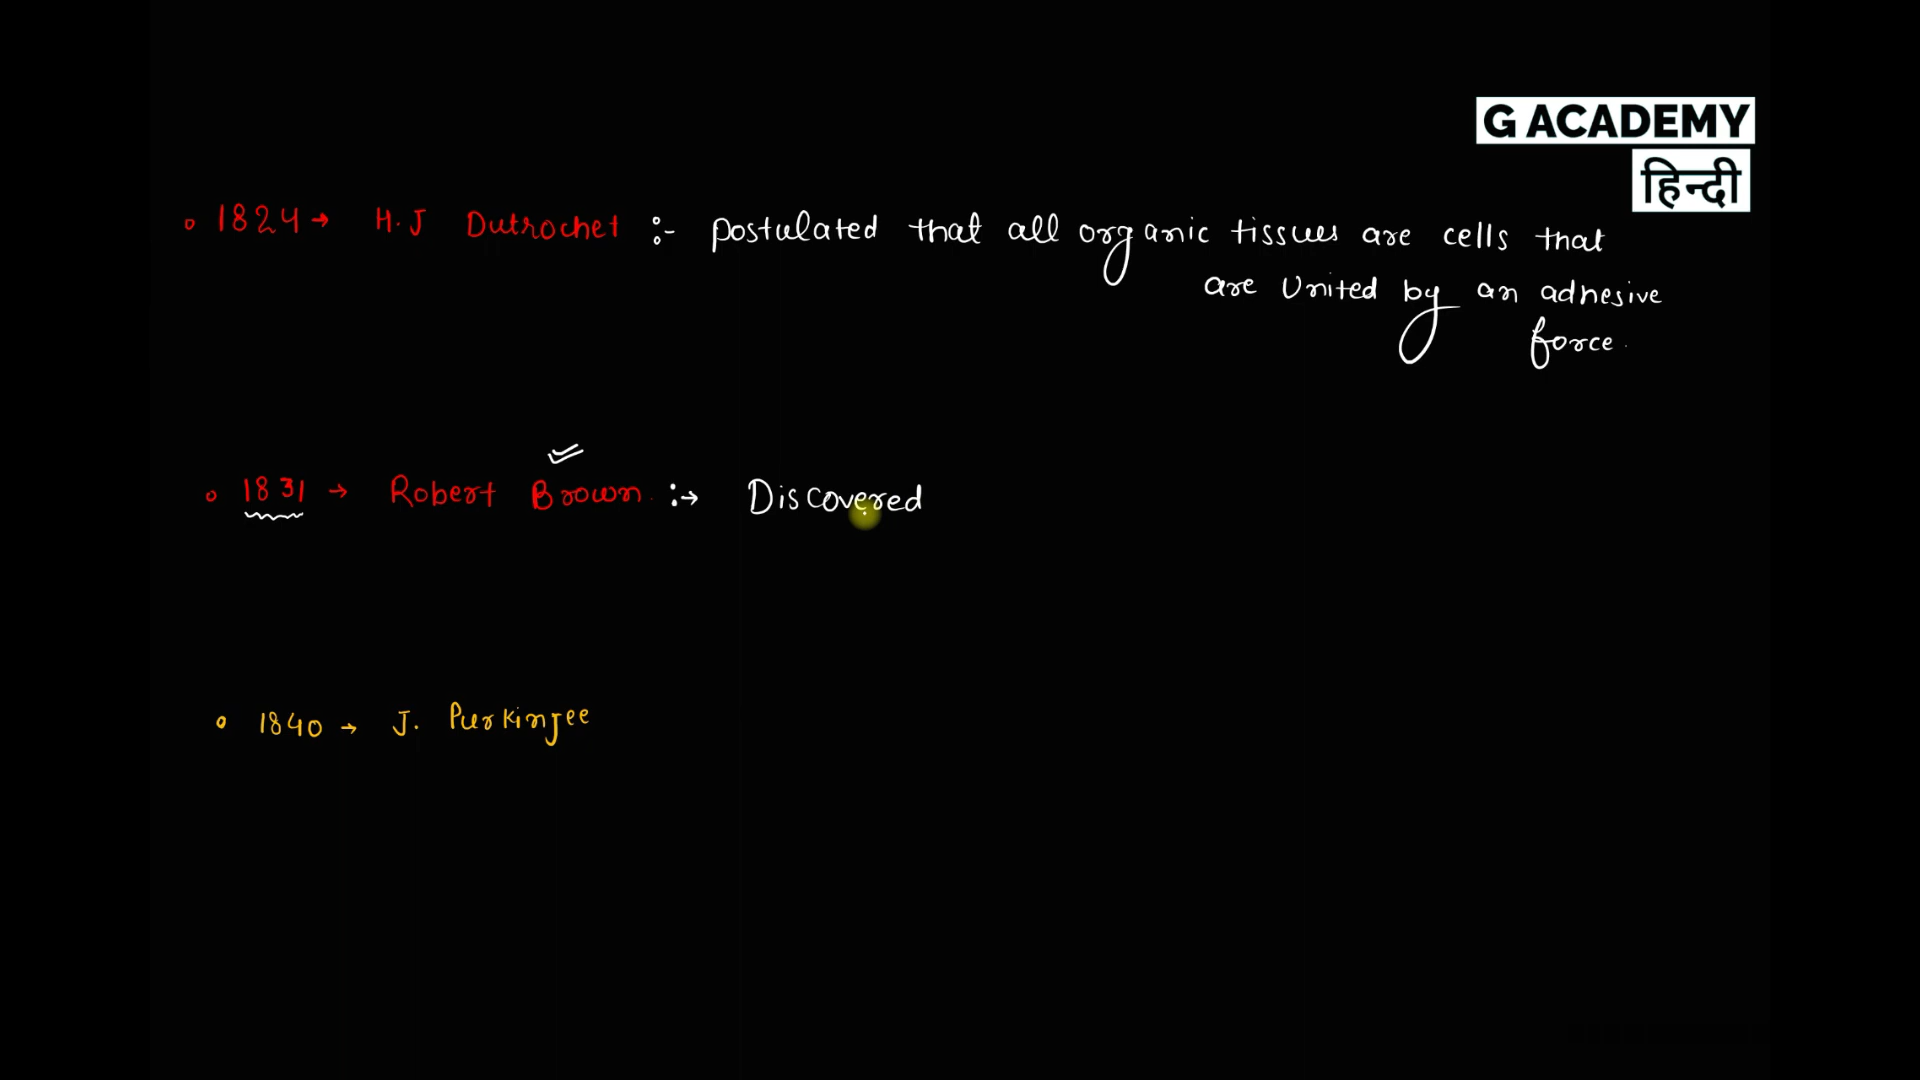 G ACADEMY
हिन्दी
1824 → H.J Dutrochet :- Postulated that all organic tissues are cells that
are United by an adhesive
force.
1831 → Robert Brown :→ Discovered
1840 → J. Purkinjee